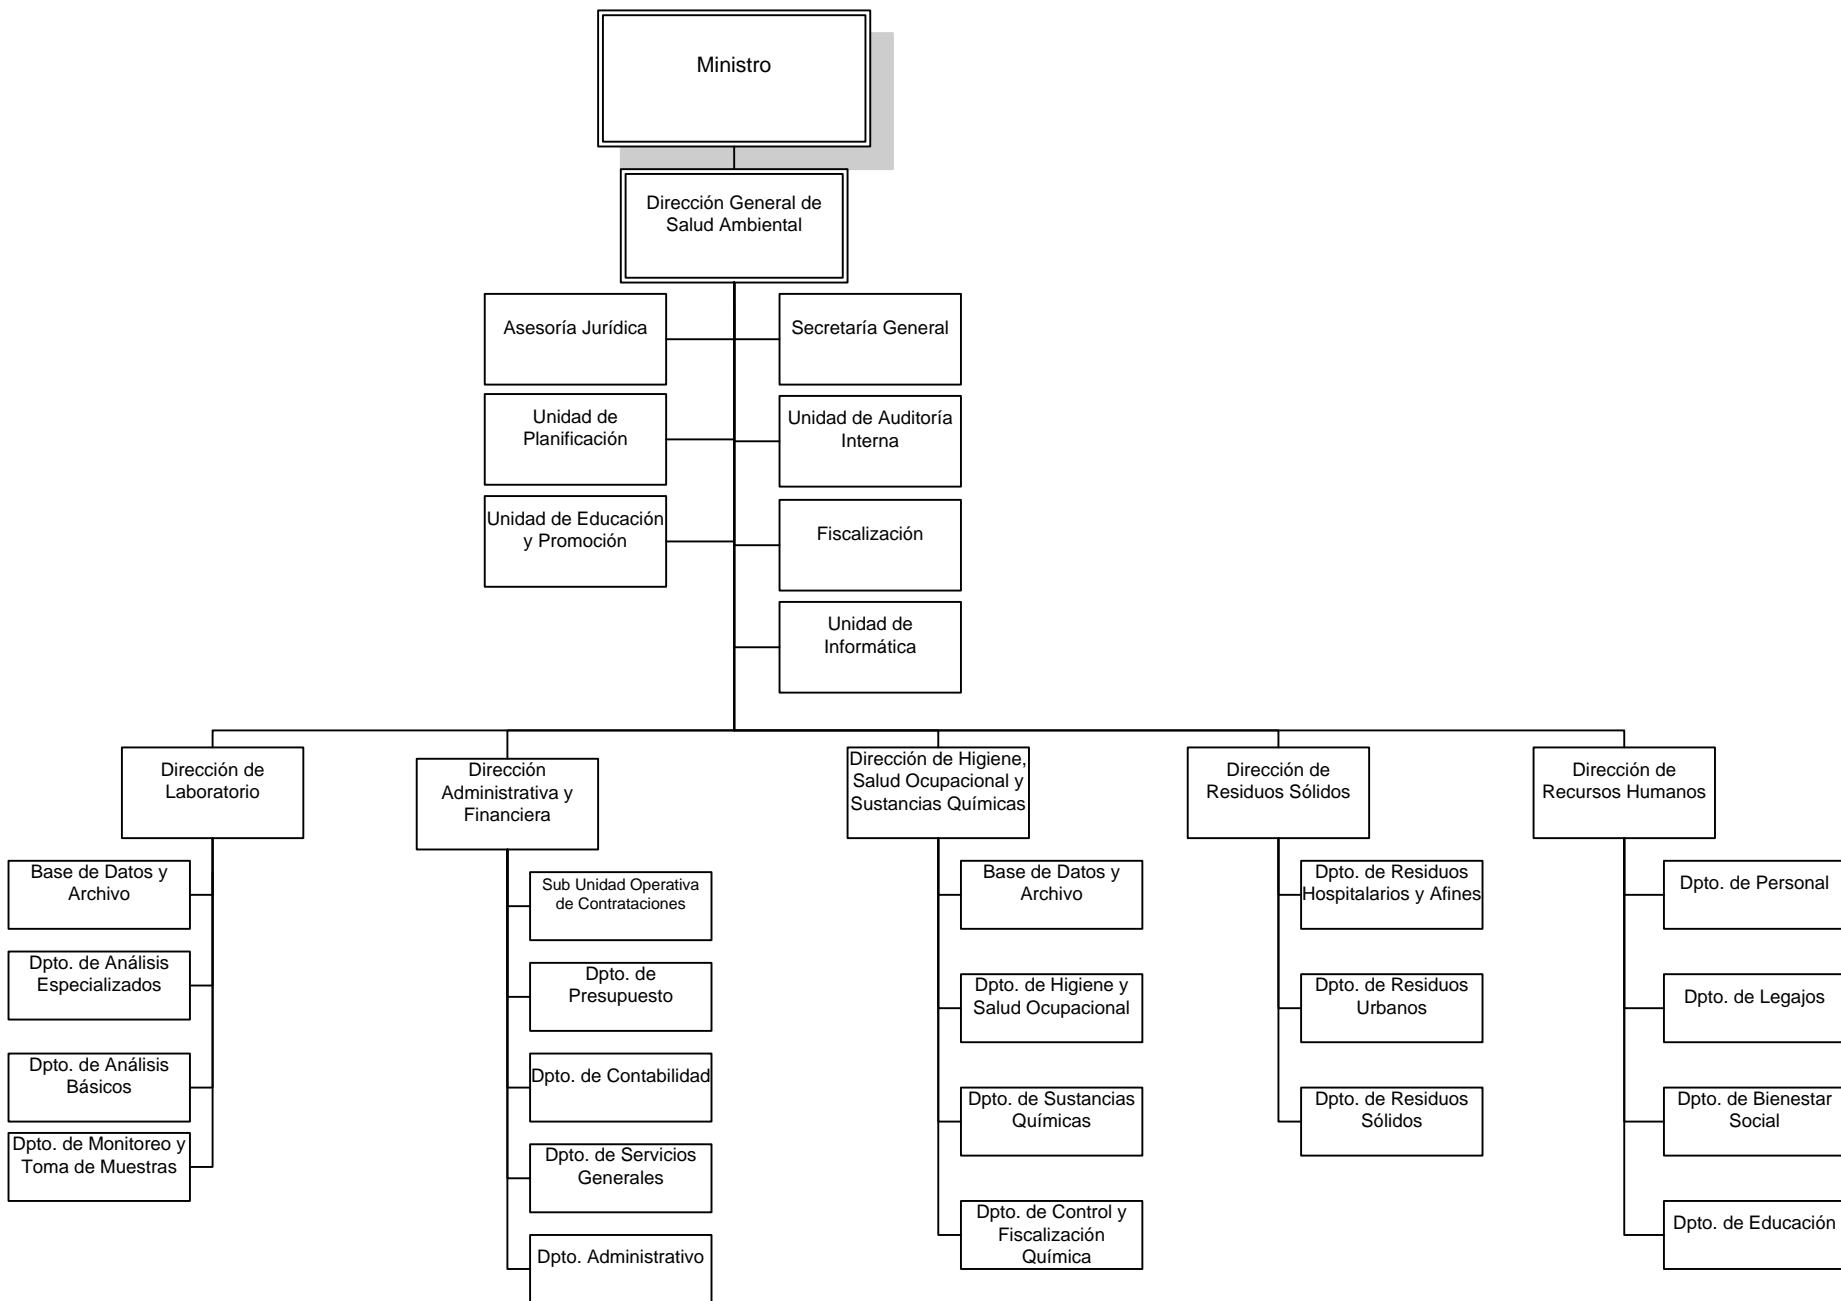 Ministro
Dirección General de
Salud Ambiental
Asesoría Jurídica
Secretaría General
Unidad de
Planificación
Unidad de Auditoría
Interna
Unidad de Educación
y Promoción
Fiscalización
Unidad de
Informática
Dirección de
Laboratorio
Dirección
Administrativa y
Financiera
Dirección de Higiene,
Salud Ocupacional y
Sustancias Químicas
Dirección de
Residuos Sólidos
Dirección de
Recursos Humanos
Base de Datos y
Archivo
Dpto. de Análisis
Especializados
Dpto. de Análisis
Básicos
Dpto. de Monitoreo y
Toma de Muestras
Sub Unidad Operativa
de Contrataciones
Dpto. de
Presupuesto
Dpto. de Contabilidad
Dpto. de Servicios
Generales
Dpto. Administrativo
Base de Datos y
Archivo
Dpto. de Higiene y
Salud Ocupacional
Dpto. de Sustancias
Químicas
Dpto. de Control y
Fiscalización
Química
Dpto. de Residuos
Hospitalarios y Afines
Dpto. de Residuos
Urbanos
Dpto. de Residuos
Sólidos
Dpto. de Personal
Dpto. de Legajos
Dpto. de Bienestar
Social
Dpto. de Educación